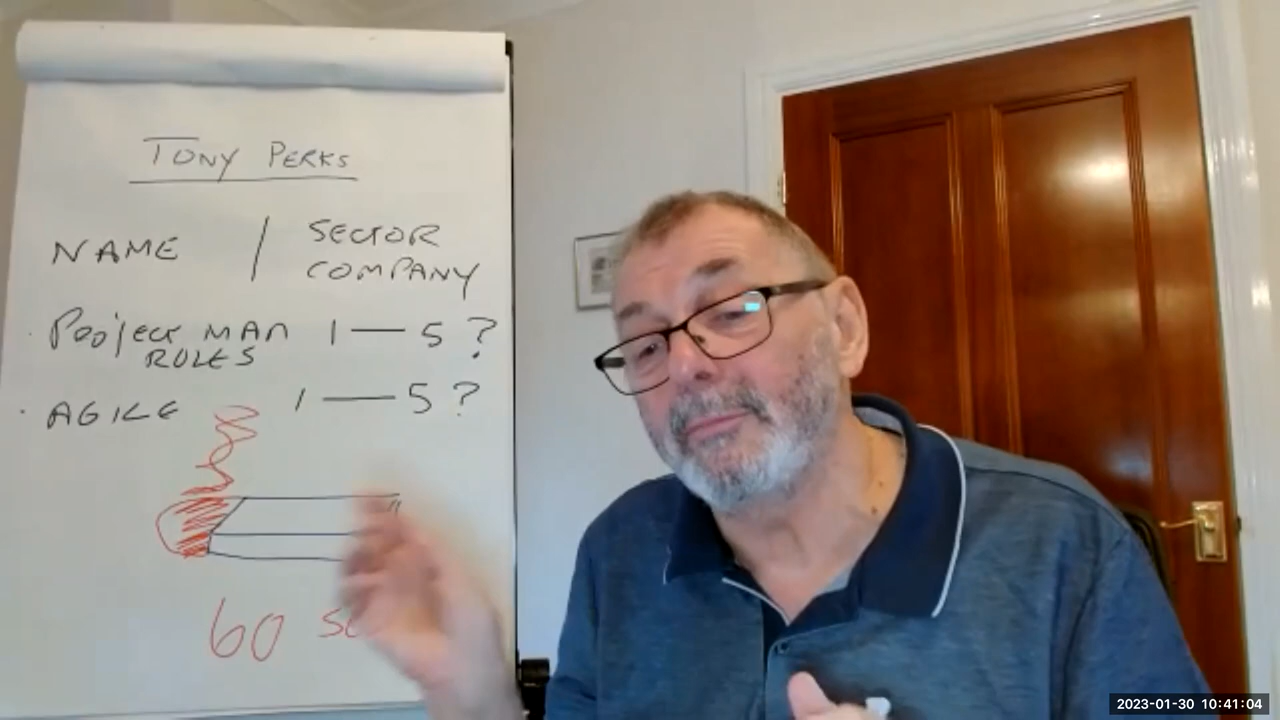 TONY PERKS
NAME / SECTOR
COMPANY
· Project MAN 1 — 5 ?
ROLES
· AGILE 1 — 5 ?
60
2023-01-30 10:41:04